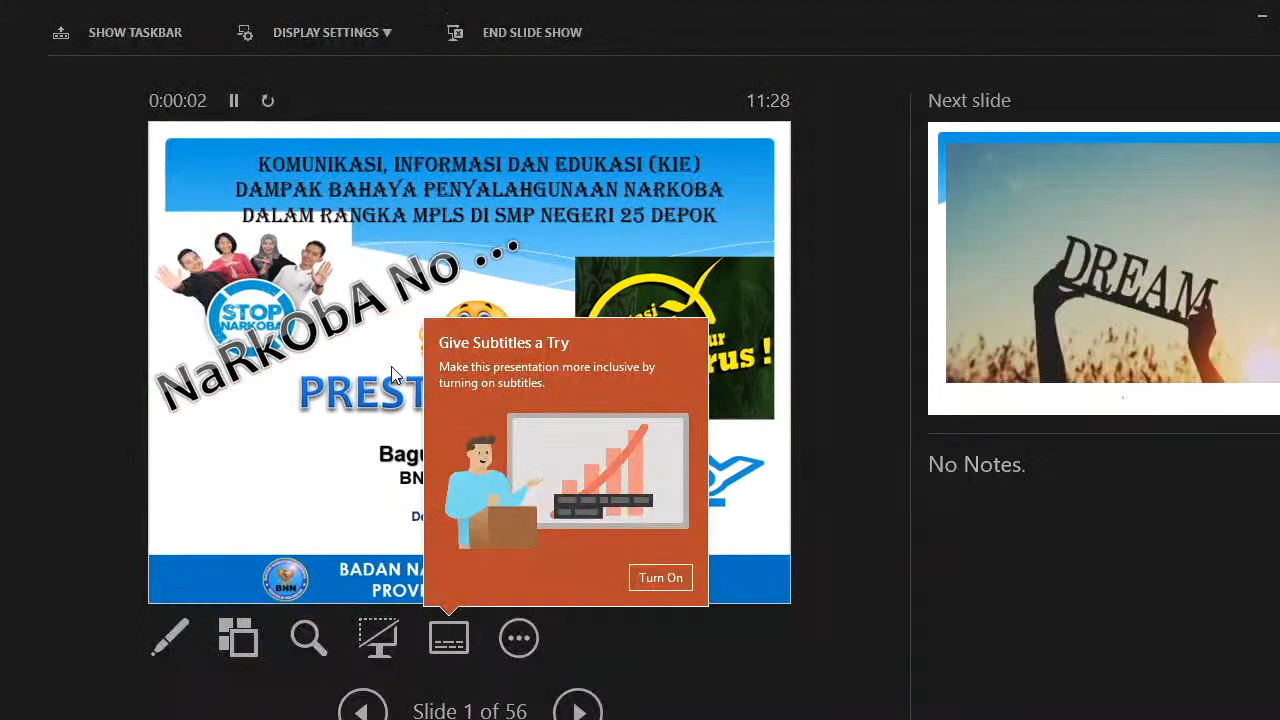 SHOW TASKBAR
DISPLAY SETTINGS ▼
END SLIDE SHOW
0:00:02
11:28
Next slide
KOMUNIKASI, INFORMASI DAN EDUKASI (KIE)
DAMPAK BAHAYA PENYALAHGUNAAN NARKOBA
DALAM RANGKA MPLS DI SMP NEGERI 25 DEPOK
NaRkObA No ...
STOP
NARKOBA
rus !
DREAM
Give Subtitles a Try
Make this presentation more inclusive by
turning on subtitles.
PREST
Bagu
BN
No Notes.
Turn On
BNN
BADAN NA
PROVI
Slide 1 of 56